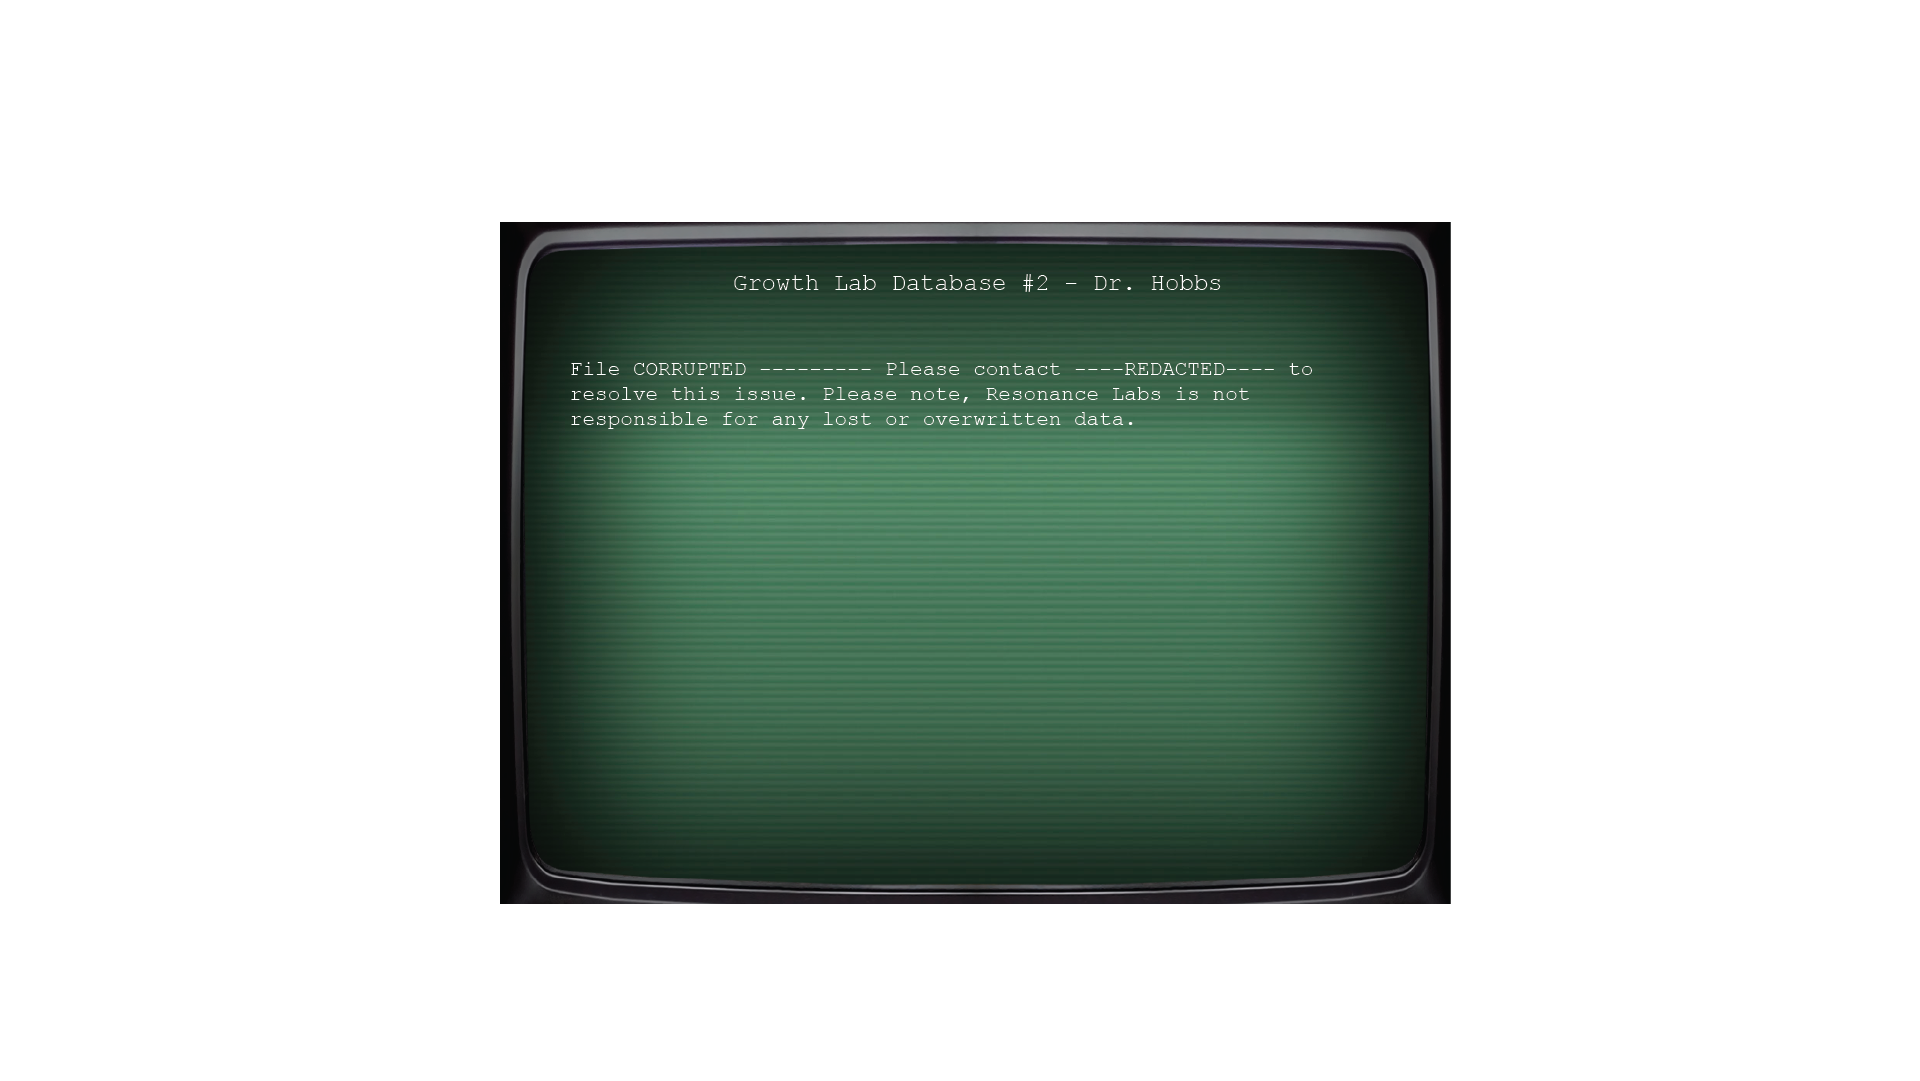 Growth Lab Database #2 - Dr. Hobbs
File CORRUPTED --------- Please contact ----REDACTED---- to
resolve this issue. Please note, Resonance Labs is not
responsible for any lost or overwritten data.